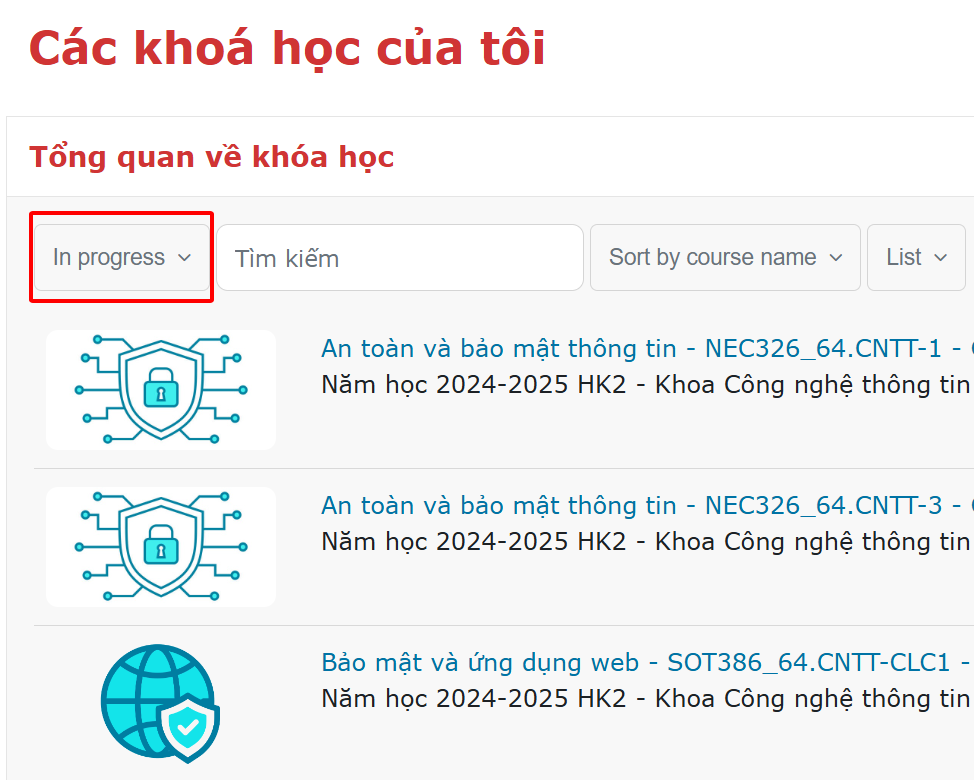 Các khoá học của tôi
Tổng quan về khóa học
In progress
Tìm kiếm
Sort by course name
List
An toàn và bảo mật thông tin - NEC326_64.CNTT-1 -
Năm học 2024-2025 HK2 - Khoa Công nghệ thông tin
An toàn và bảo mật thông tin - NEC326_64.CNTT-3 -
Năm học 2024-2025 HK2 - Khoa Công nghệ thông tin
Bảo mật và ứng dụng web - SOT386_64.CNTT-CLC1 -
Năm học 2024-2025 HK2 - Khoa Công nghệ thông tin